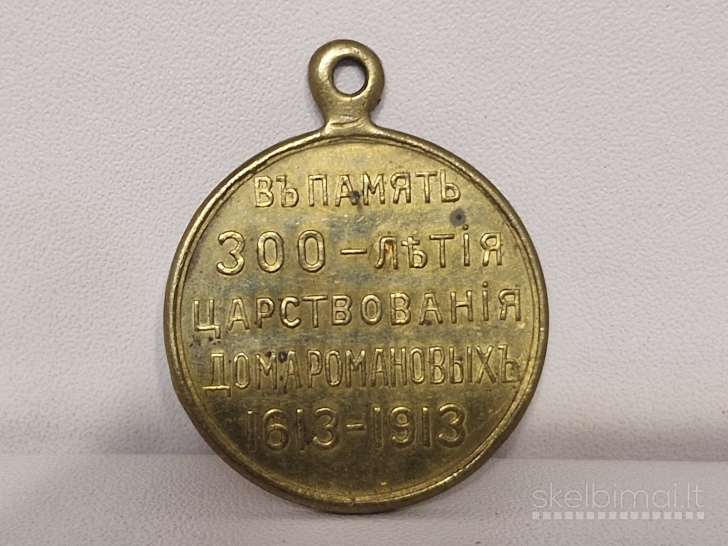 ВЪ ПАМЯТЬ
300-ЛѢТІЯ
ЦАРСТВОВАНІЯ
ДОМА РОМАНОВЫХЪ
1613-1913
skelbimai.lt